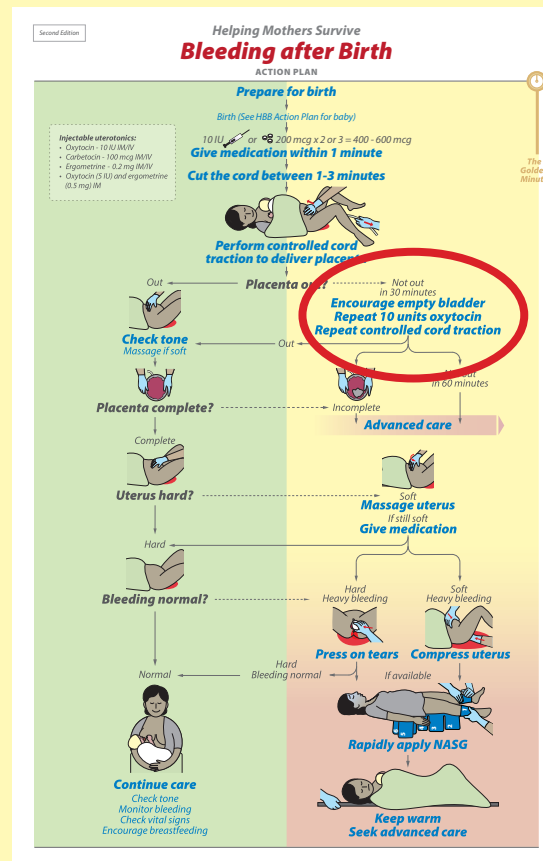 Second Edition
Helping Mothers Survive
Bleeding after Birth
ACTION PLAN
Prepare for birth
Birth (See HBB Action Plan for baby)
Injectable uterotonics:
• Oxytocin - 10 IU IM/IV
• Carbetocin - 100 mcg IM/IV
• Ergometrine - 0.2 mg IM/IV
• Oxytocin (5 IU) and ergometrine
(0.5 mg) IM
10 IU or 200 mcg x 2 or 3 = 400 - 600 mcg
Give medication within 1 minute
Cut the cord between 1-3 minutes
The
Golde
Minut
Perform controlled cord
traction to deliver placenta
Out
Placenta out?
Not out
in 30 minutes
Encourage empty bladder
Repeat 10 units oxytocin
Repeat controlled cord traction
Out
Check tone
Massage if soft
Not out
in 60 minutes
Placenta complete?
Incomplete
Advanced care
Complete
Uterus hard?
Soft
Massage uterus
If still soft
Give medication
Hard
Bleeding normal?
Hard
Heavy bleeding
Soft
Heavy bleeding
Press on tears
Compress uterus
Normal
Hard
Bleeding normal
If available
Rapidly apply NASG
Continue care
Check tone
Monitor bleeding
Check vital signs
Encourage breastfeeding
Keep warm
Seek advanced care